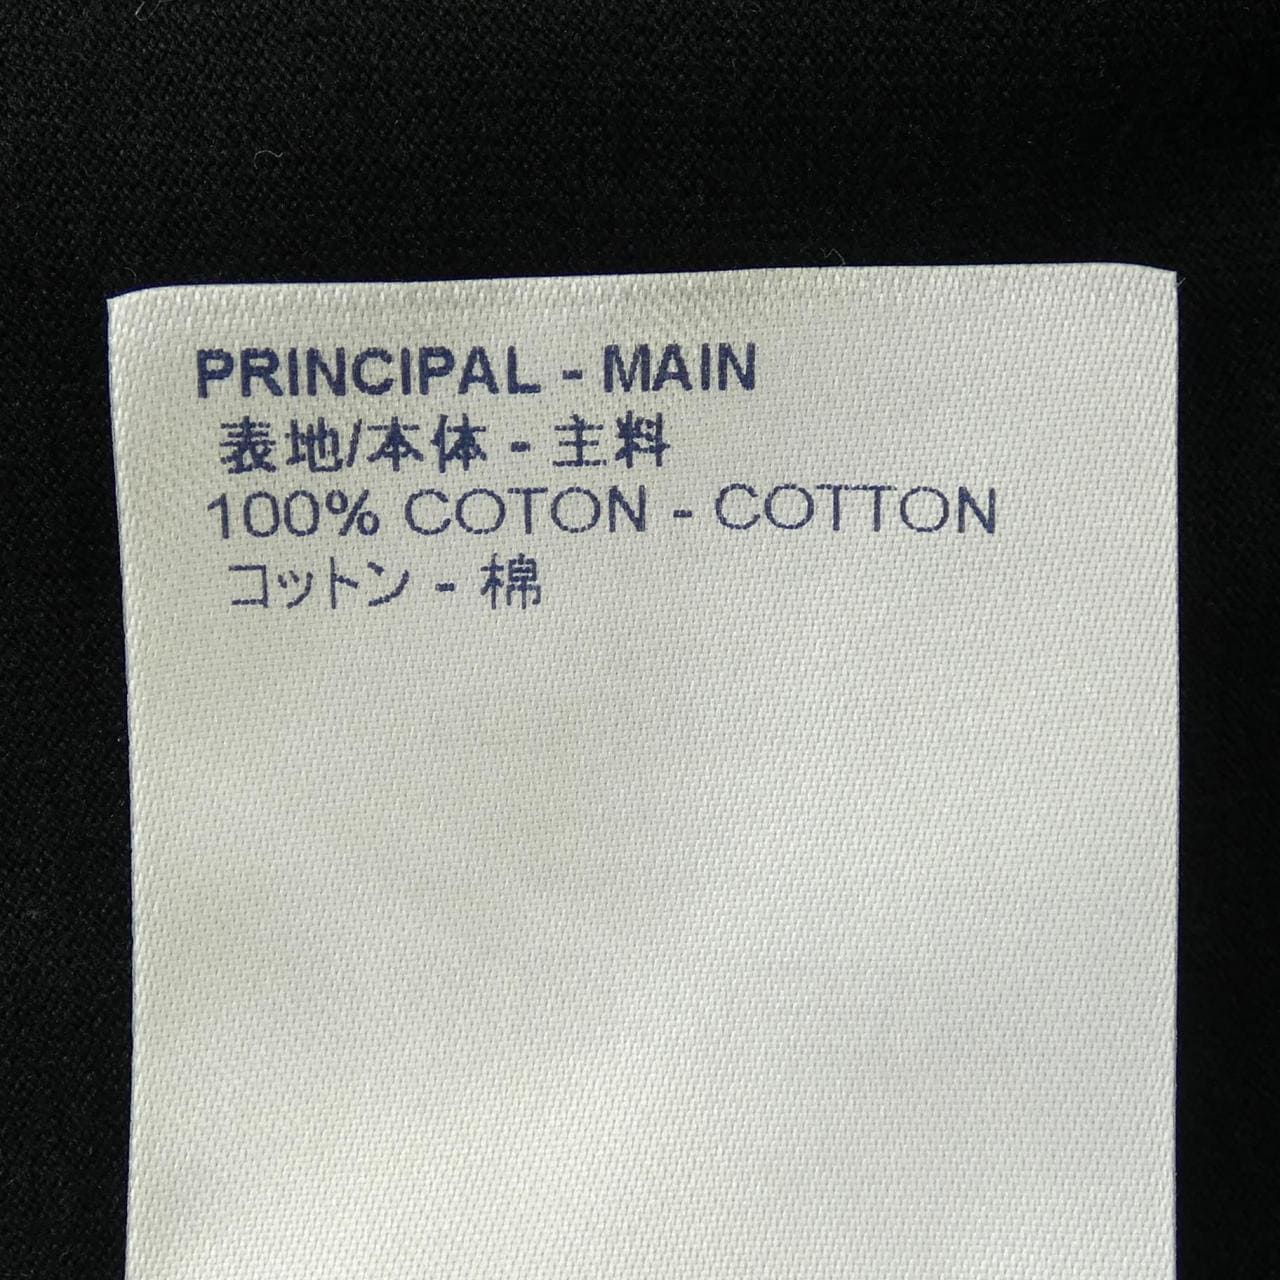 PRINCIPAL - MAIN
表地/本体 - 主料
100% COTON - COTTON
コットン - 棉